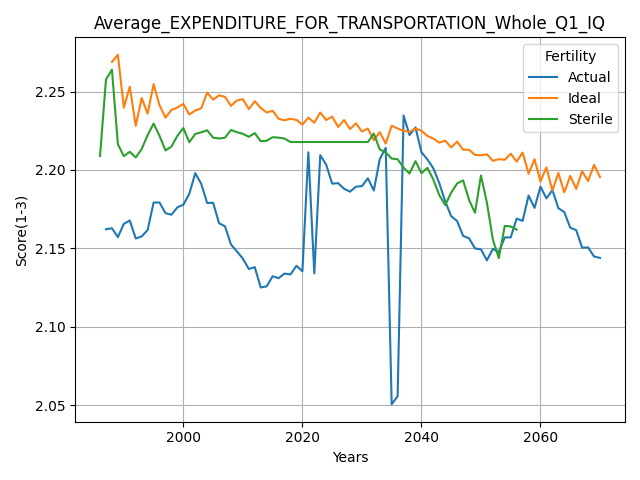 Average_EXPENDITURE_FOR_TRANSPORTATION_Whole_Q1_IQ
Fertility
Actual
Ideal
Sterile
Score(1-3)
2.25
2.20
2.15
2.10
2.05
2000
2020
2040
2060
Years